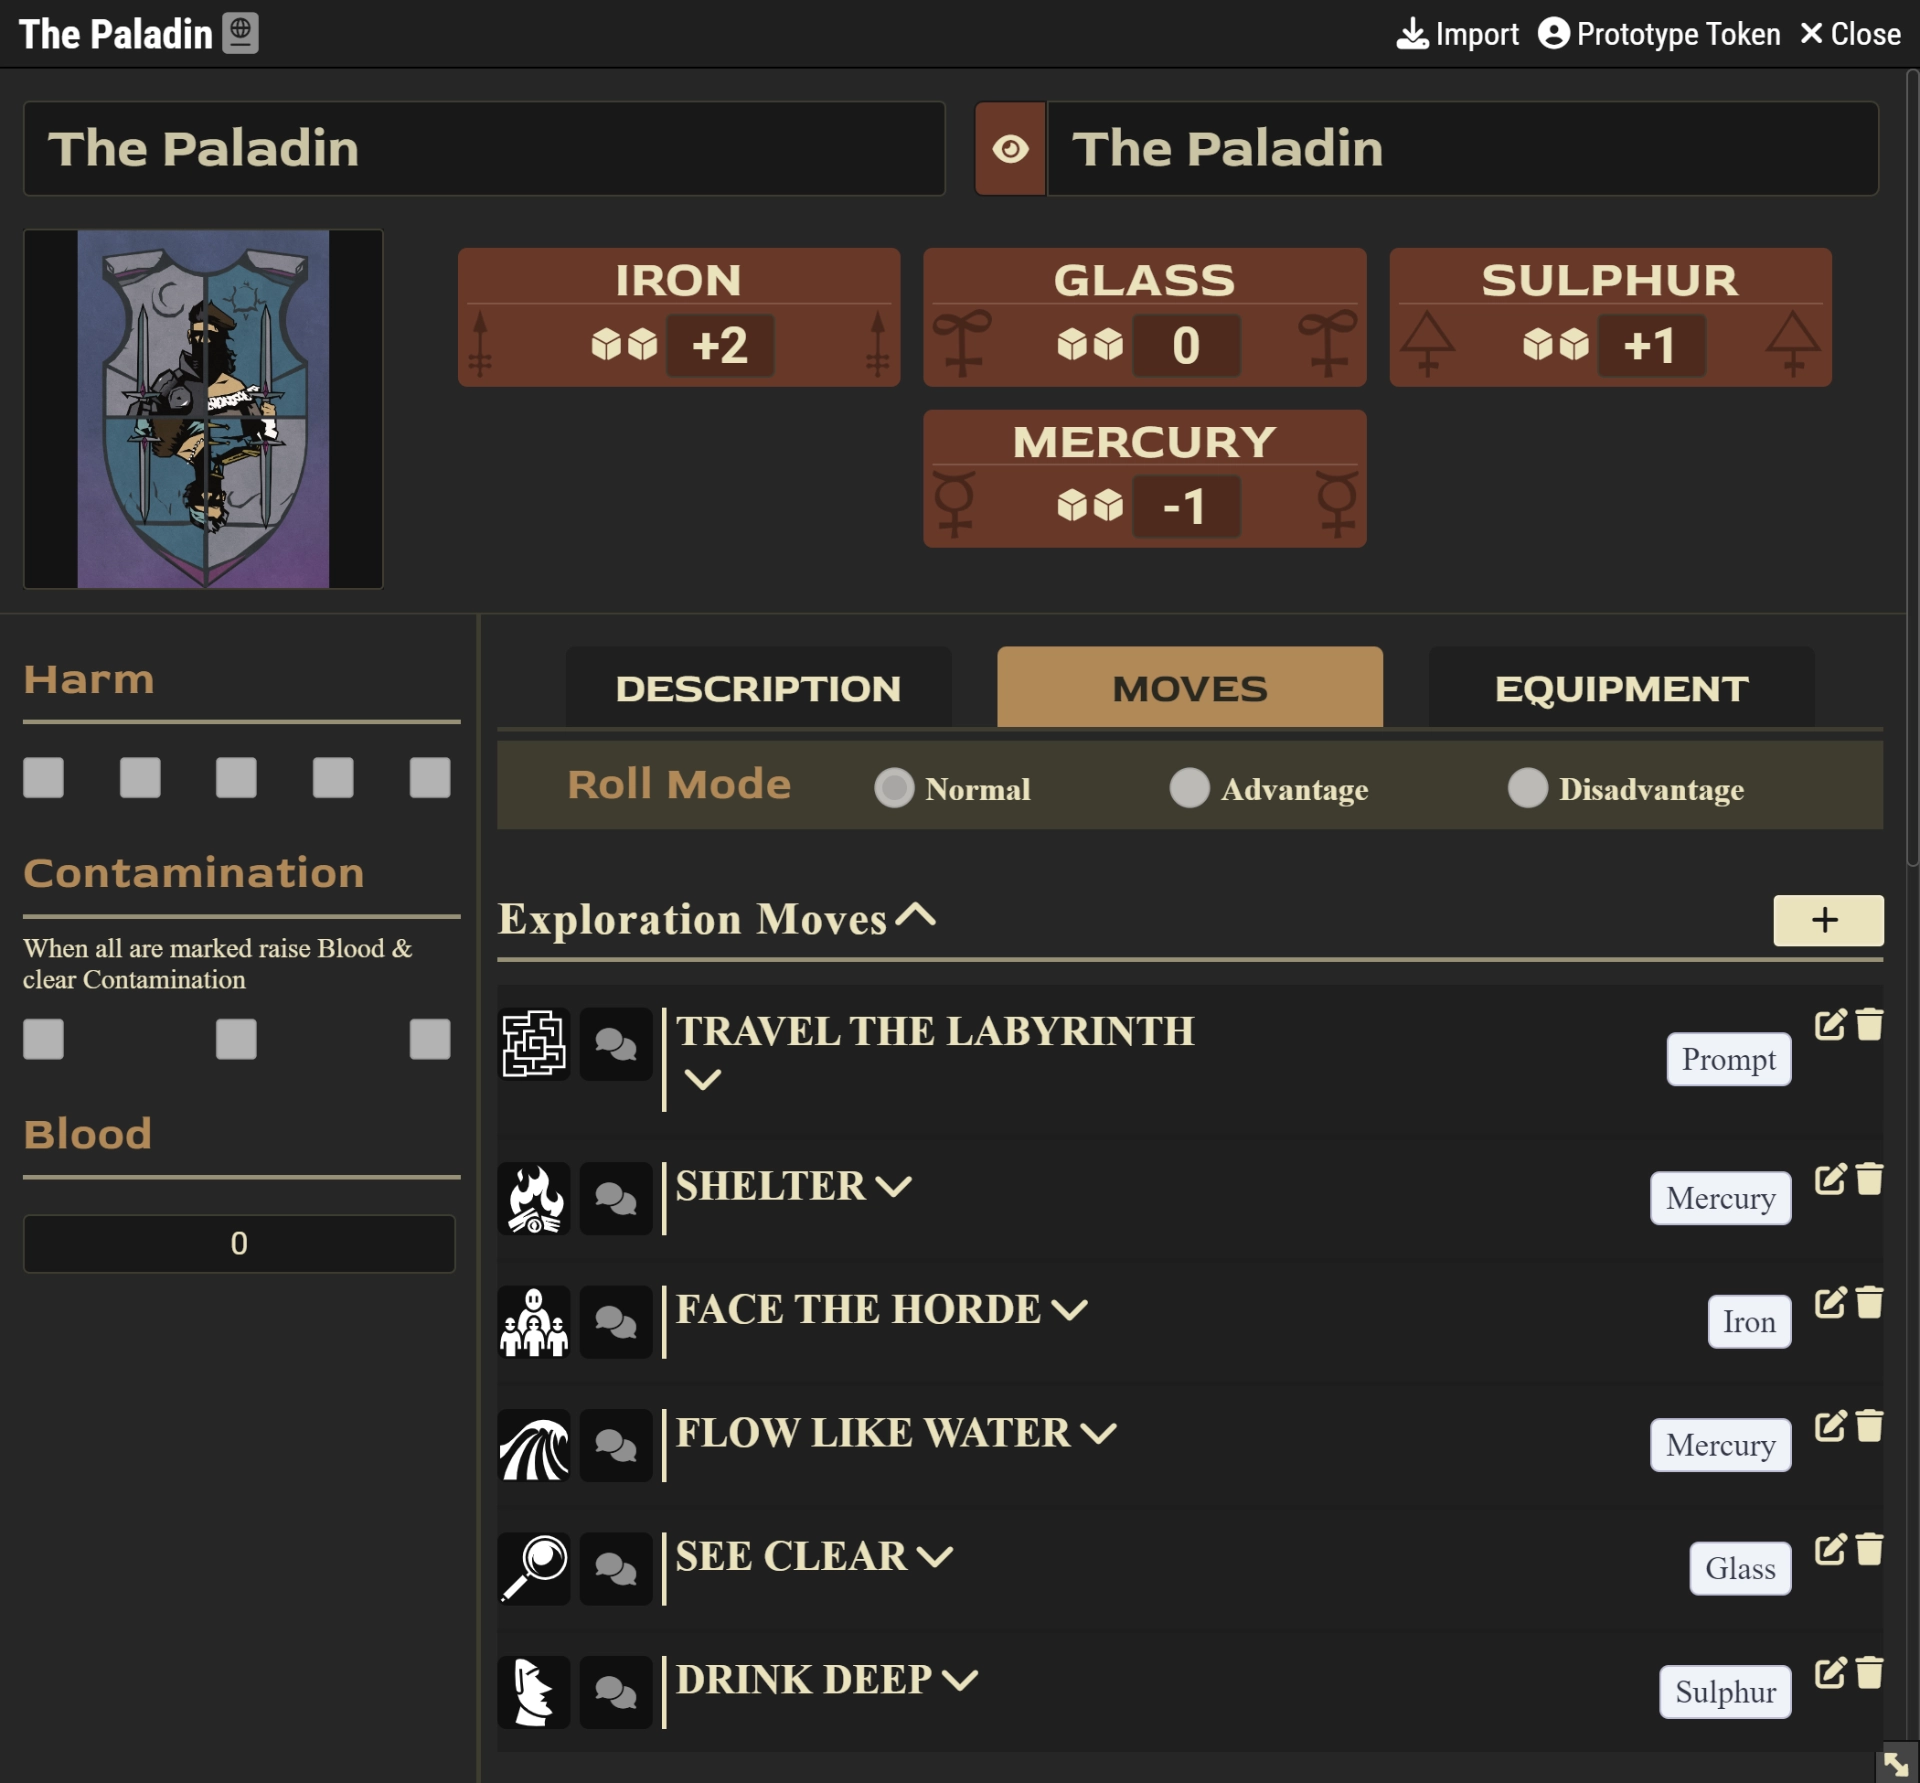 The Paladin
Import
Prototype Token
Close
The Paladin
The Paladin
IRON
+2
GLASS
0
SULPHUR
+1
MERCURY
-1
Harm
Contamination
When all are marked raise Blood &
clear Contamination
Blood
0
DESCRIPTION
MOVES
EQUIPMENT
Roll Mode
Normal
Advantage
Disadvantage
Exploration Moves
+
TRAVEL THE LABYRINTH
Prompt
SHELTER
Mercury
FACE THE HORDE
Iron
FLOW LIKE WATER
Mercury
SEE CLEAR
Glass
DRINK DEEP
Sulphur